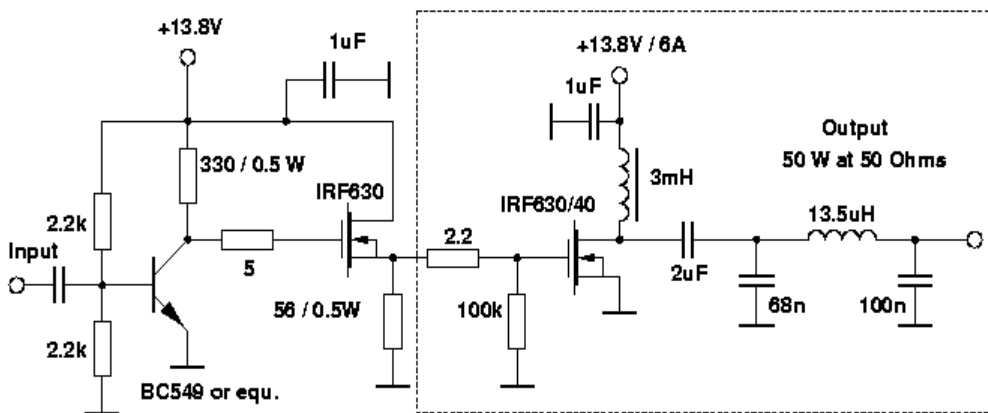 +13.8V
1uF
+13.8V / 6A
1uF
Output
50 W at 50 Ohms
330 / 0.5 W
3mH
IRF630
IRF630/40
13.5uH
2.2k
Input
2.2
5
2uF
56 / 0.5W
100k
68n
100n
2.2k
BC549 or equ.